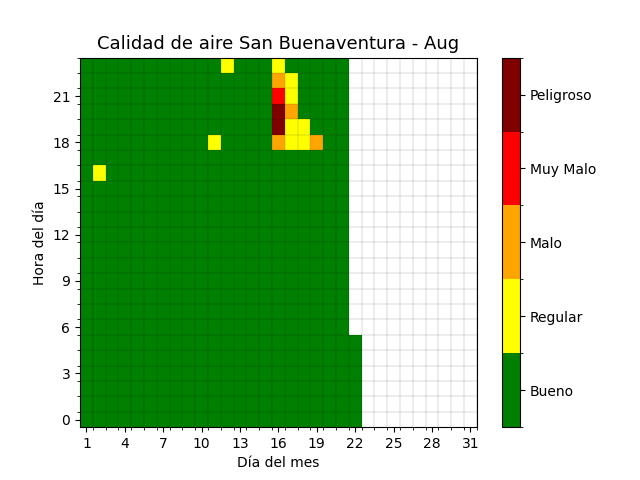 Calidad de aire San Buenaventura - Aug
21
18
15
12
9
6
3
0
Hora del día
1 4 7 10 13 16 19 22 25 28 31
Día del mes
Peligroso
Muy Malo
Malo
Regular
Bueno